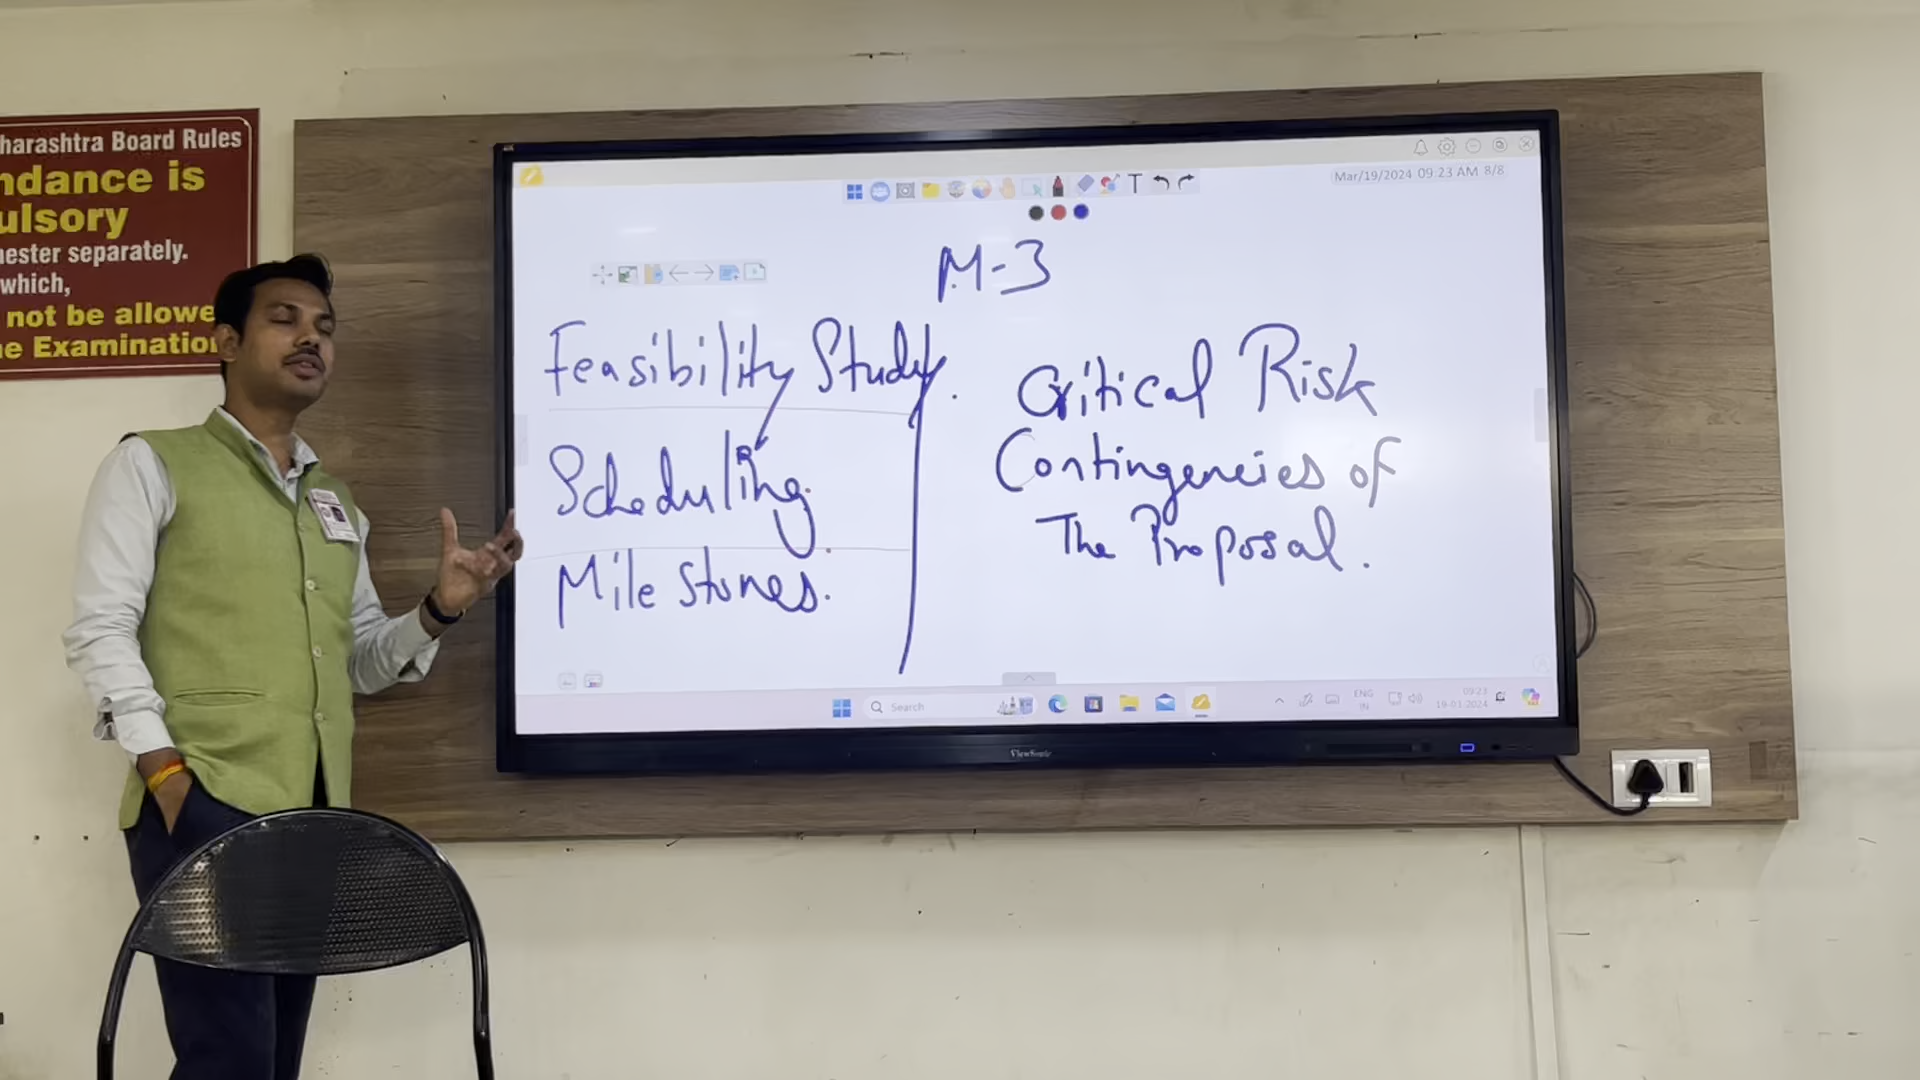 harashtra Board Rules
ndance is
ulsory
ester separately.
which,
not be allowe
e Examination
Mar/19/2024 09:23 AM 8/8
T
M-3
Feasibility Study.
Scheduling.
Mile stones.
Critical Risk
Contingencies of
The Proposal.
Search
ENG
IN
09:23
19-03-2024
ViewSonic